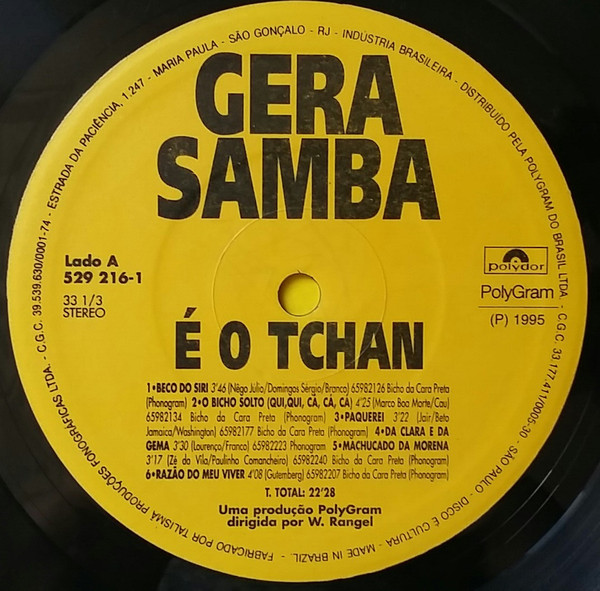 GERA
SAMBA
Lado A
529 216-1
33 1/3
STEREO
polydor
PolyGram
(P) 1995
É O TCHAN
1•BECO DO SIRI 3'46 (Nêgo Júlio/Domingos Sérgio/Branco) 65982126 Bicho da Cara Preta
(Phonogram) 2•O BICHO SOLTO (QUI,QUI, CÁ, CÁ, CÁ) 4'25 (Marco Boa Morte/Cau)
65982134 Bicho da Cara Preta (Phonogram) 3•PAQUEREI 3'22 (Jair/Beto
Jamaica/Washington) 65982177 Bicho da Cara Preta (Phonogram) 4•DA CLARA E DA
GEMA 3'30 (Lourenço/Franco) 65982223 Phonogram 5•MACHUCADO DA MORENA
3'17 (Zé da Vila/Paulinho Comancheiro) 65982240 Bicho da Cara Preta (Phonogram)
6•RAZÃO DO MEU VIVER 4'08 (Gutemberg) 65982207 Bicho da Cara Preta (Phonogram)
T. TOTAL: 22'28
Uma produção PolyGram
dirigida por W. Rangel
FABRICADO POR TALISMÃ PRODUÇÕES FONOGRÁFICAS LTDA. - C.G.C. 39.539.630/0001-74 - ESTRADA DA PACIÊNCIA, 1.247 - MARIA PAULA - SÃO GONÇALO - RJ - INDÚSTRIA BRASILEIRA - DISTRIBUIDO PELA POLYGRAM DO BRASIL LTDA - C.G.C. 33.177.411/0005-30 - SÃO PAULO - DISCO É CULTURA - MADE IN BRAZIL.